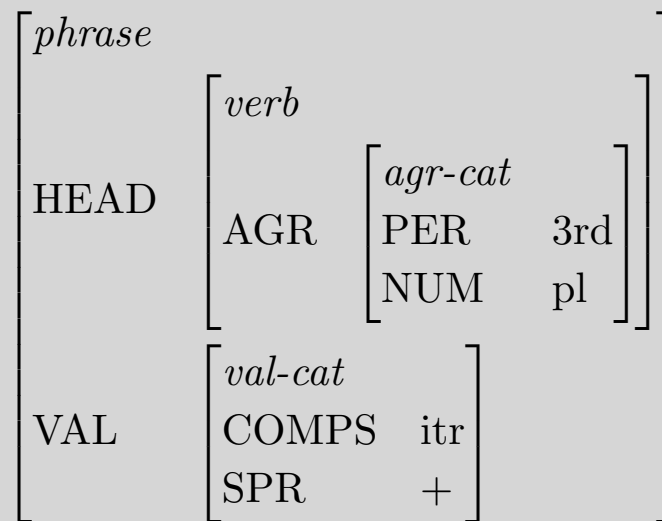 phrase
verb
agr-cat
HEAD AGR PER 3rd
NUM pl
val-cat
VAL COMPS itr
SPR +